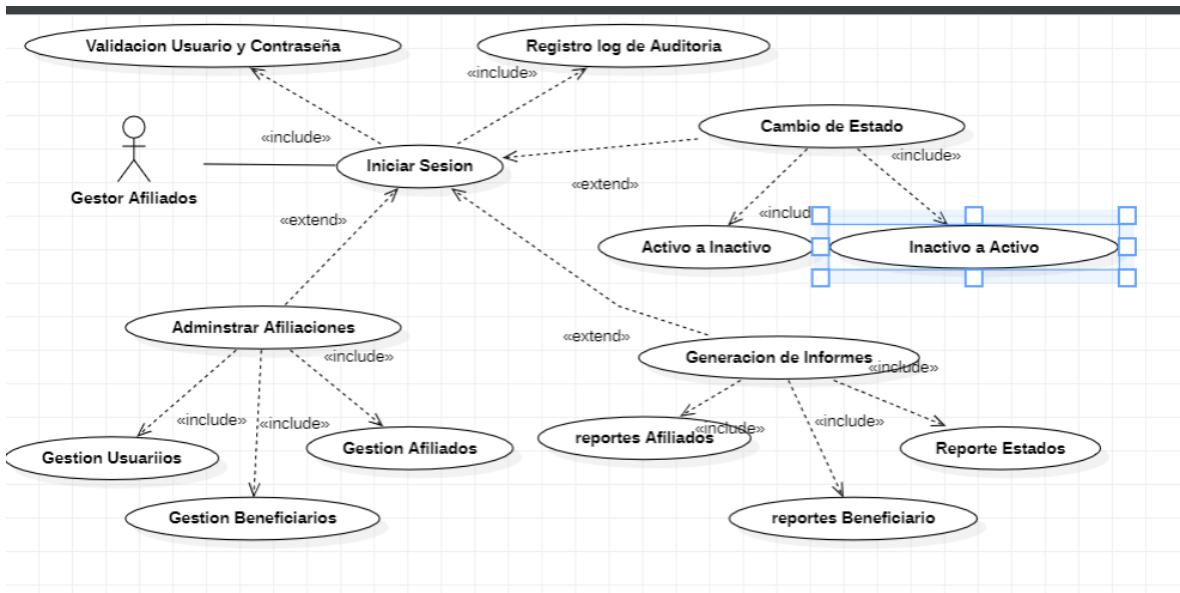 Validacion Usuario y Contraseña
Registro log de Auditoria
«include»
Cambio de Estado
«include»
«include»
Iniciar Sesion
«extend»
Gestor Afiliados
«includ
«extend»
Activo a Inactivo
Inactivo a Activo
Adminstrar Afiliaciones
«extend»
«include»
Generacion de Informes
«include»
«include»
«include»
«include»
«include»
reportes Afiliados
Gestion Afiliados
Reporte Estados
Gestion Usuariios
Gestion Beneficiarios
reportes Beneficiario